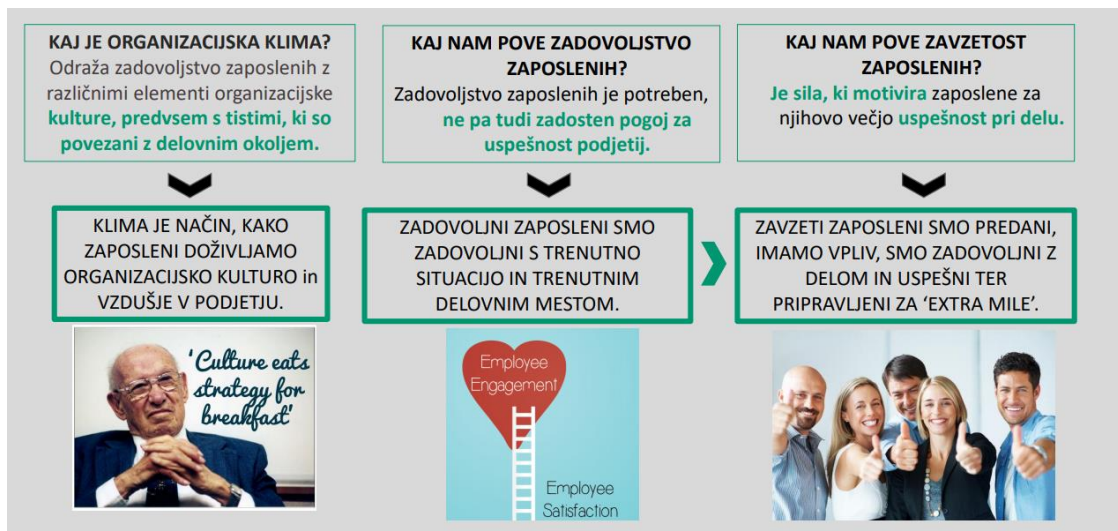 KAJ JE ORGANIZACIJSKA KLIMA?
Odraža zadovoljstvo zaposlenih z
različnimi elementi organizacijske
kulture, predvsem s tistimi, ki so
povezani z delovnim okoljem.
KLIMA JE NAČIN, KAKO
ZAPOSLENI DOŽIVLJAMO
ORGANIZACIJSKO KULTURO in
VZDUŠJE V PODJETJU.
'Culture eats
strategy for
breakfast'
KAJ NAM POVE ZADOVOLJSTVO
ZAPOSLENIH?
Zadovoljstvo zaposlenih je potreben,
ne pa tudi zadosten pogoj za
uspešnost podjetij.
ZADOVOLJNI ZAPOSLENI SMO
ZADOVOLJNI S TRENUTNO
SITUACIJO IN TRENUTNIM
DELOVNIM MESTOM.
Employee
Engagement
Employee
Satisfaction
KAJ NAM POVE ZAVZETOST
ZAPOSLENIH?
Je sila, ki motivira zaposlene za
njihovo večjo uspešnost pri delu.
ZAVZETI ZAPOSLENI SMO PREDANI,
IMAMO VPLIV, SMO ZADOVOLJNI Z
DELOM IN USPEŠNI TER
PRIPRAVLJENI ZA ‘EXTRA MILE’.